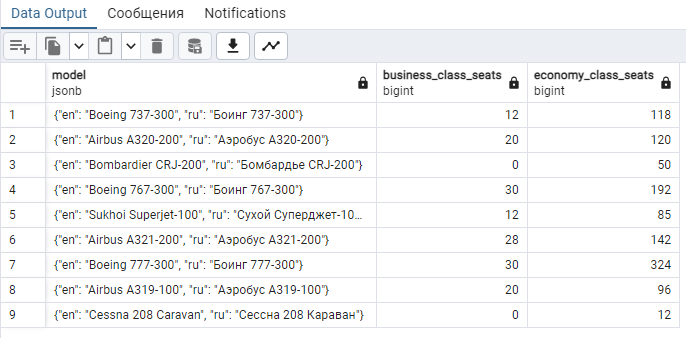 Data Output Сообщения Notifications
model business_class_seats economy_class_seats
jsonb bigint bigint
1 {"en": "Boeing 737-300", "ru": "Боинг 737-300"} 12 118
2 {"en": "Airbus A320-200", "ru": "Аэробус A320-200"} 20 120
3 {"en": "Bombardier CRJ-200", "ru": "Бомбардье CRJ-200"} 0 50
4 {"en": "Boeing 767-300", "ru": "Боинг 767-300"} 30 192
5 {"en": "Sukhoi Superjet-100", "ru": "Сухой Суперджет-10... 12 85
6 {"en": "Airbus A321-200", "ru": "Аэробус A321-200"} 28 142
7 {"en": "Boeing 777-300", "ru": "Боинг 777-300"} 30 324
8 {"en": "Airbus A319-100", "ru": "Аэробус A319-100"} 20 96
9 {"en": "Cessna 208 Caravan", "ru": "Сессна 208 Караван"} 0 12